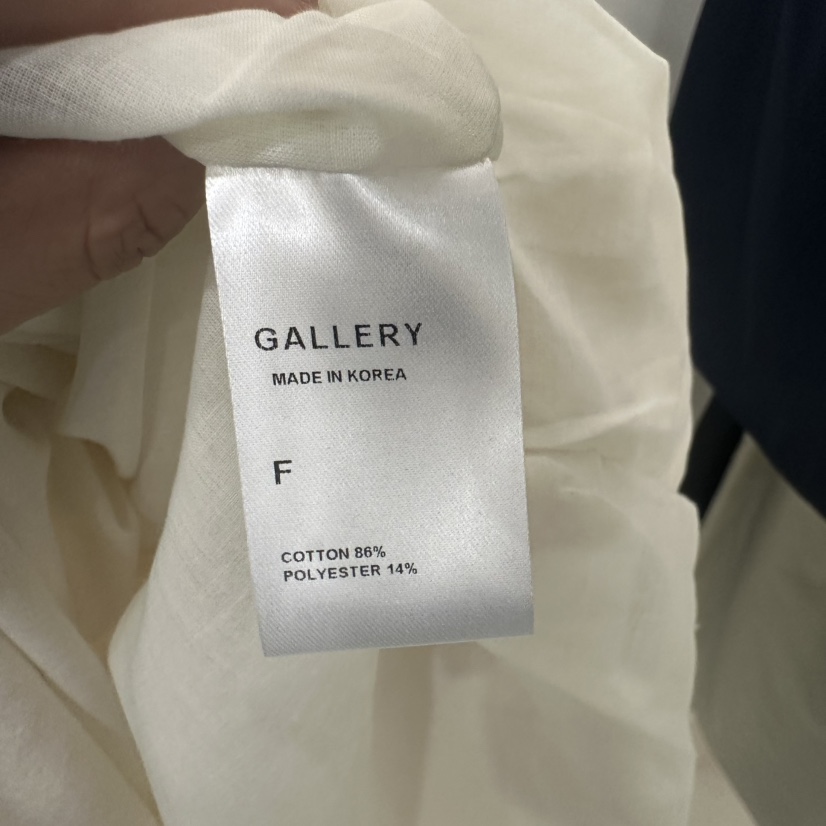 GALLERY
MADE IN KOREA
F
COTTON 86%
POLYESTER 14%